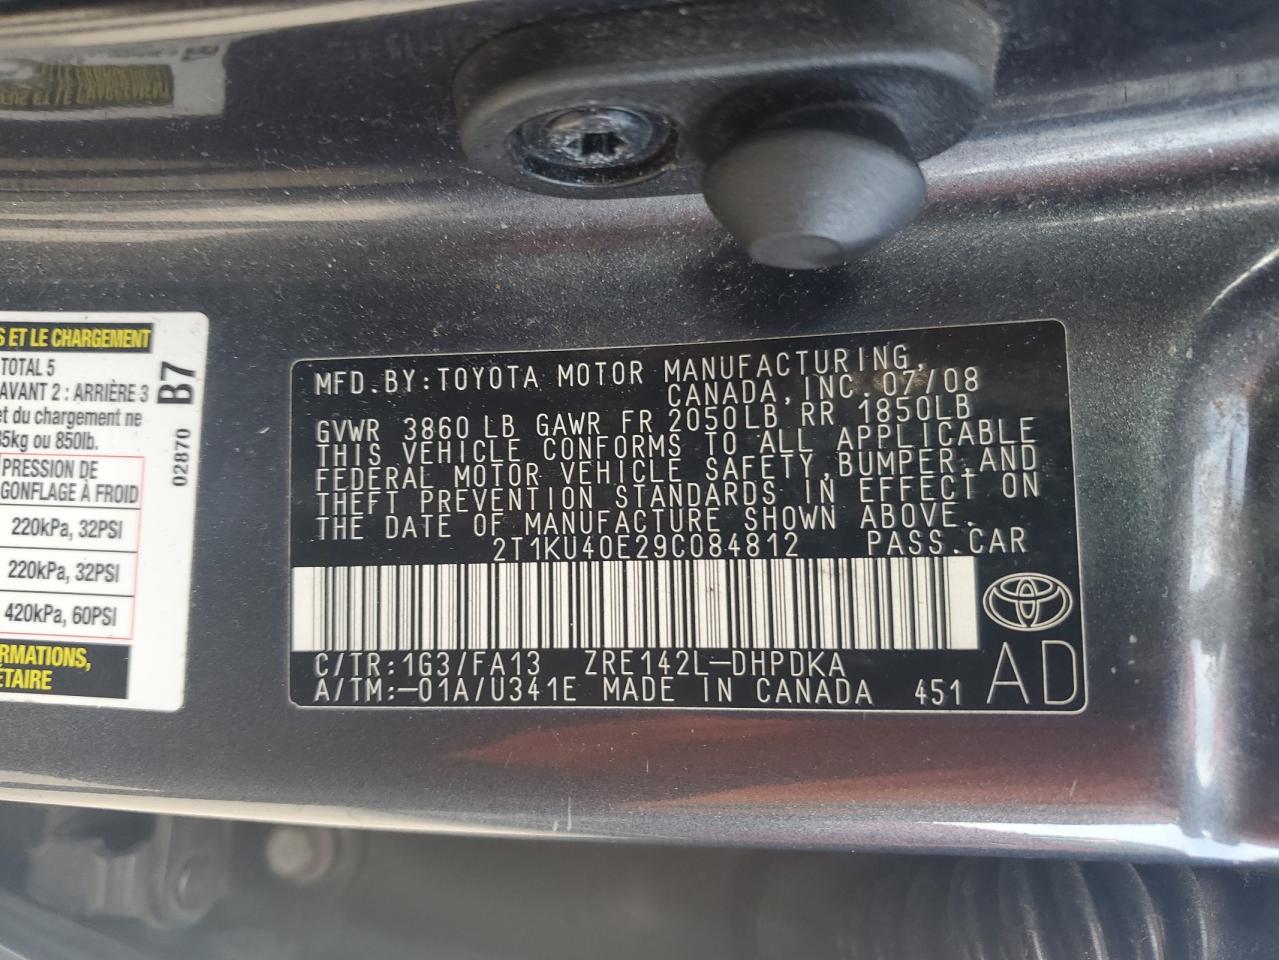 S ET LE CHARGEMENT
TOTAL 5
AVANT 2 : ARRIÈRE 3
et du chargement ne
85kg ou 850lb.
PRESSION DE
GONFLAGE À FROID
220kPa, 32PSI
220kPa, 32PSI
420kPa, 60PSI
RMATIONS,
ÉTAIRE
B7
02870
MFD.BY:TOYOTA MOTOR MANUFACTURING,
CANADA, INC.07/08
GVWR 3860 LB GAWR FR 2050LB RR 1850LB
THIS VEHICLE CONFORMS TO ALL APPLICABLE
FEDERAL MOTOR VEHICLE SAFETY,BUMPER,AND
THEFT PREVENTION STANDARDS IN EFFECT ON
THE DATE OF MANUFACTURE SHOWN ABOVE.
2T1KU40E29C084812 PASS.CAR
C/TR:1G3/FA13 ZRE142L-DHPDKA
A/TM:-01A/U341E MADE IN CANADA 451
AD